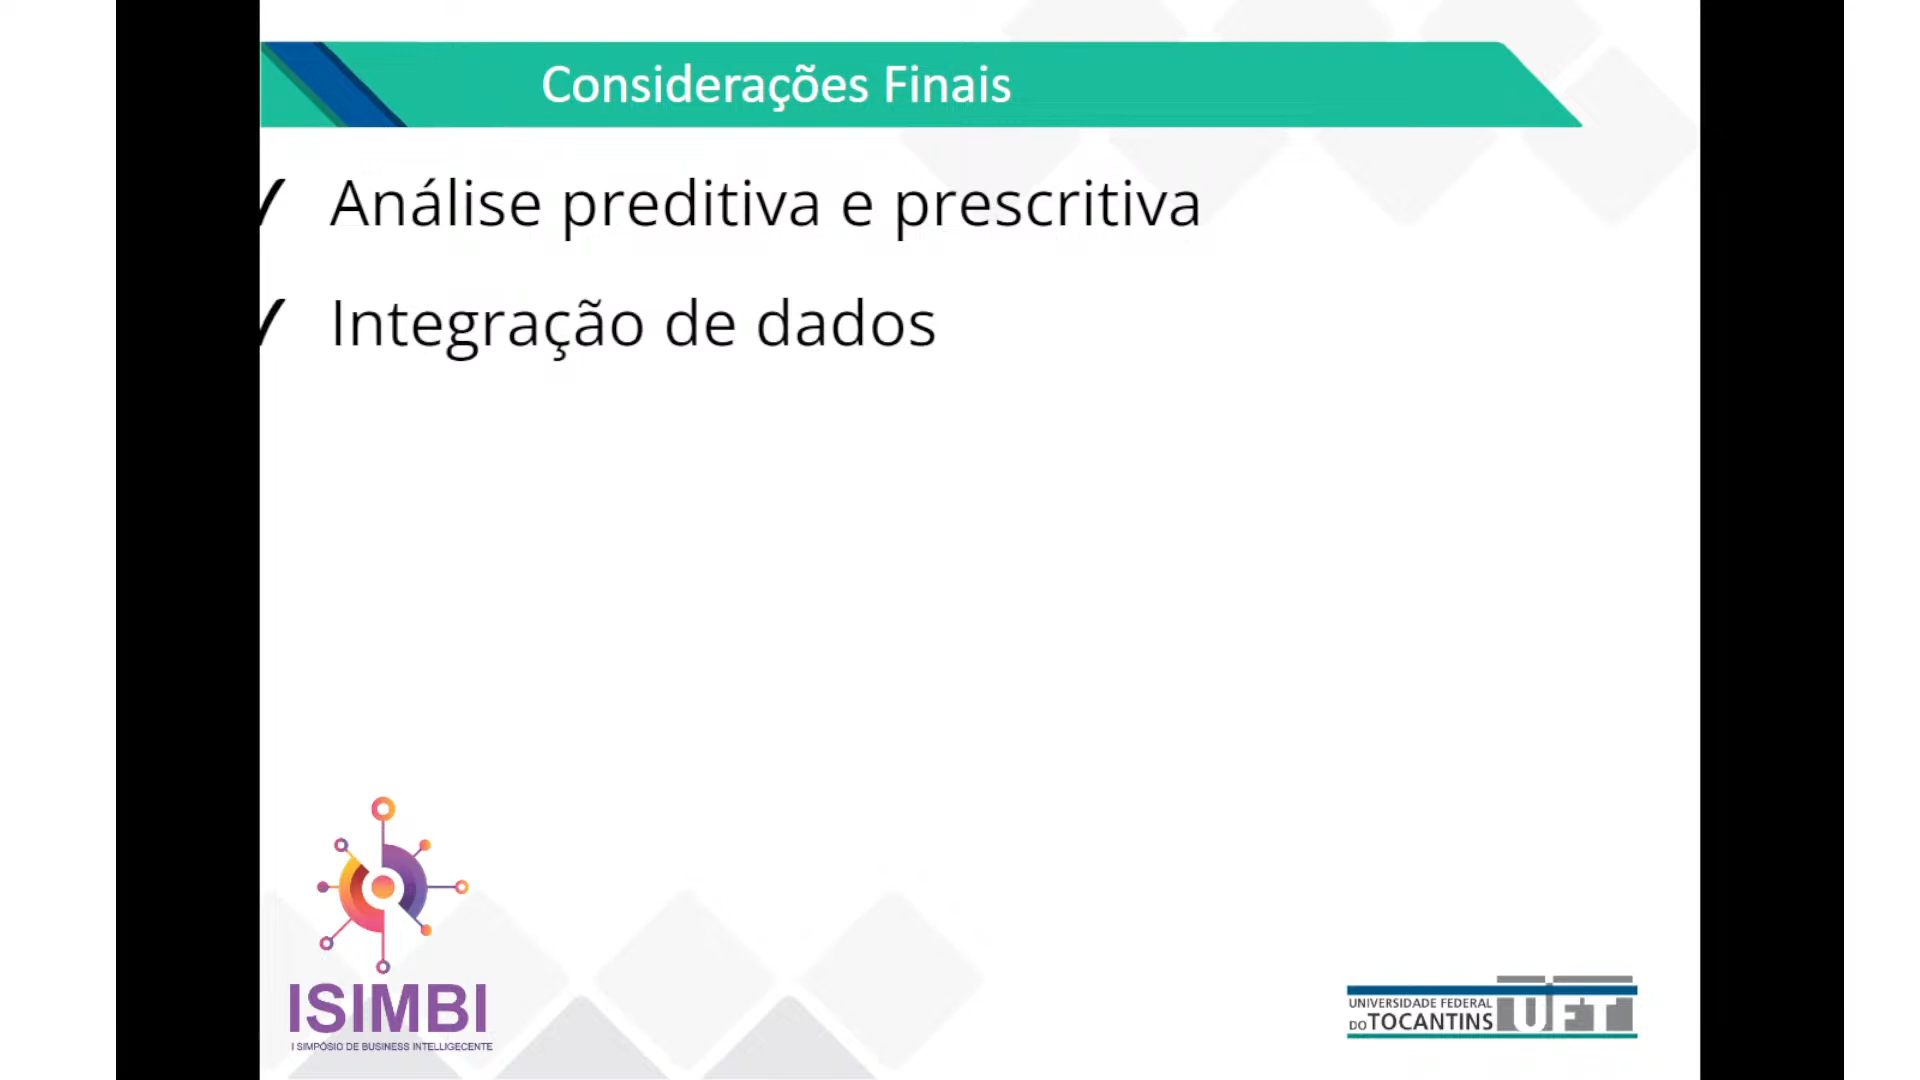 Considerações Finais
✓ Análise preditiva e prescritiva
✓ Integração de dados
ISIMBI
I SIMPÓSIO DE BUSINESS INTELLIGECENTE
UNIVERSIDADE FEDERAL
DO TOCANTINS
UFT